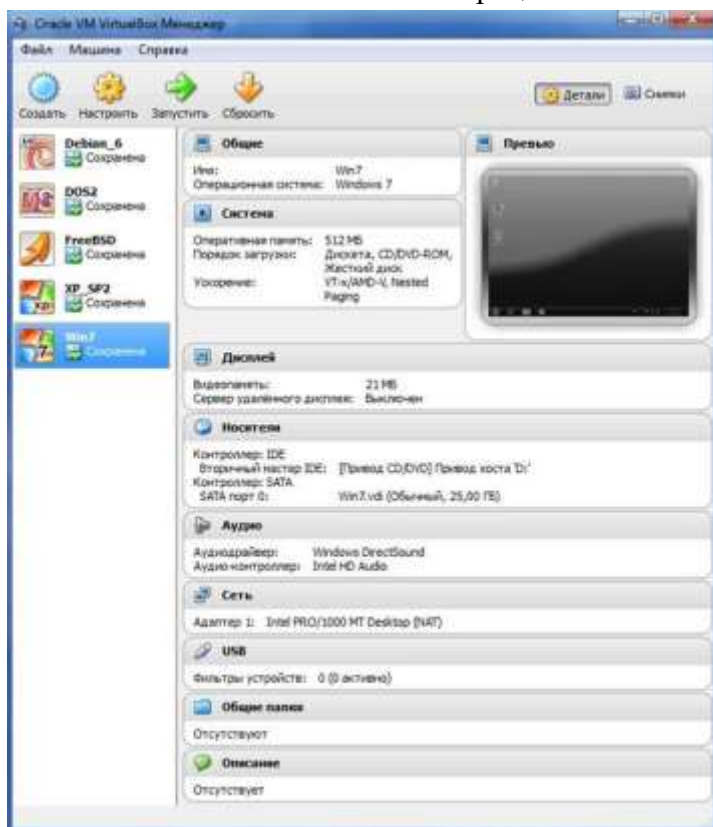 Oracle VM VirtualBox Менеджер
Файл Машина Справка
Создать Настроить Запустить Сбросить
Детали Снимки
Debian_6
Сохранена
DOS2
Сохранена
FreeBSD
Сохранена
XP_SP2
Сохранена
Win7
Сохранена
Общие
Имя: Win7
Операционная система: Windows 7
Система
Оперативная память: 512 МБ
Порядок загрузки: Дискета, CD/DVD-ROM,
Жесткий диск
Ускорение: VT-x/AMD-V, Nested
Paging
Превью
Дисплей
Видеопамять: 21 МБ
Сервер удалённого дисплея: Выключен
Носители
Контроллер: IDE
Вторичный мастер IDE: [Привод CD/DVD] Привод хоста 'D:'
Контроллер: SATA
SATA порт 0: Win7.vdi (Обычный, 25,00 ГБ)
Аудио
Аудиодрайвер: Windows DirectSound
Аудио-контроллер: Intel HD Audio
Сеть
Адаптер 1: Intel PRO/1000 MT Desktop (NAT)
USB
Фильтры устройств: 0 (0 активно)
Общие папки
Отсутствуют
Описание
Отсутствует